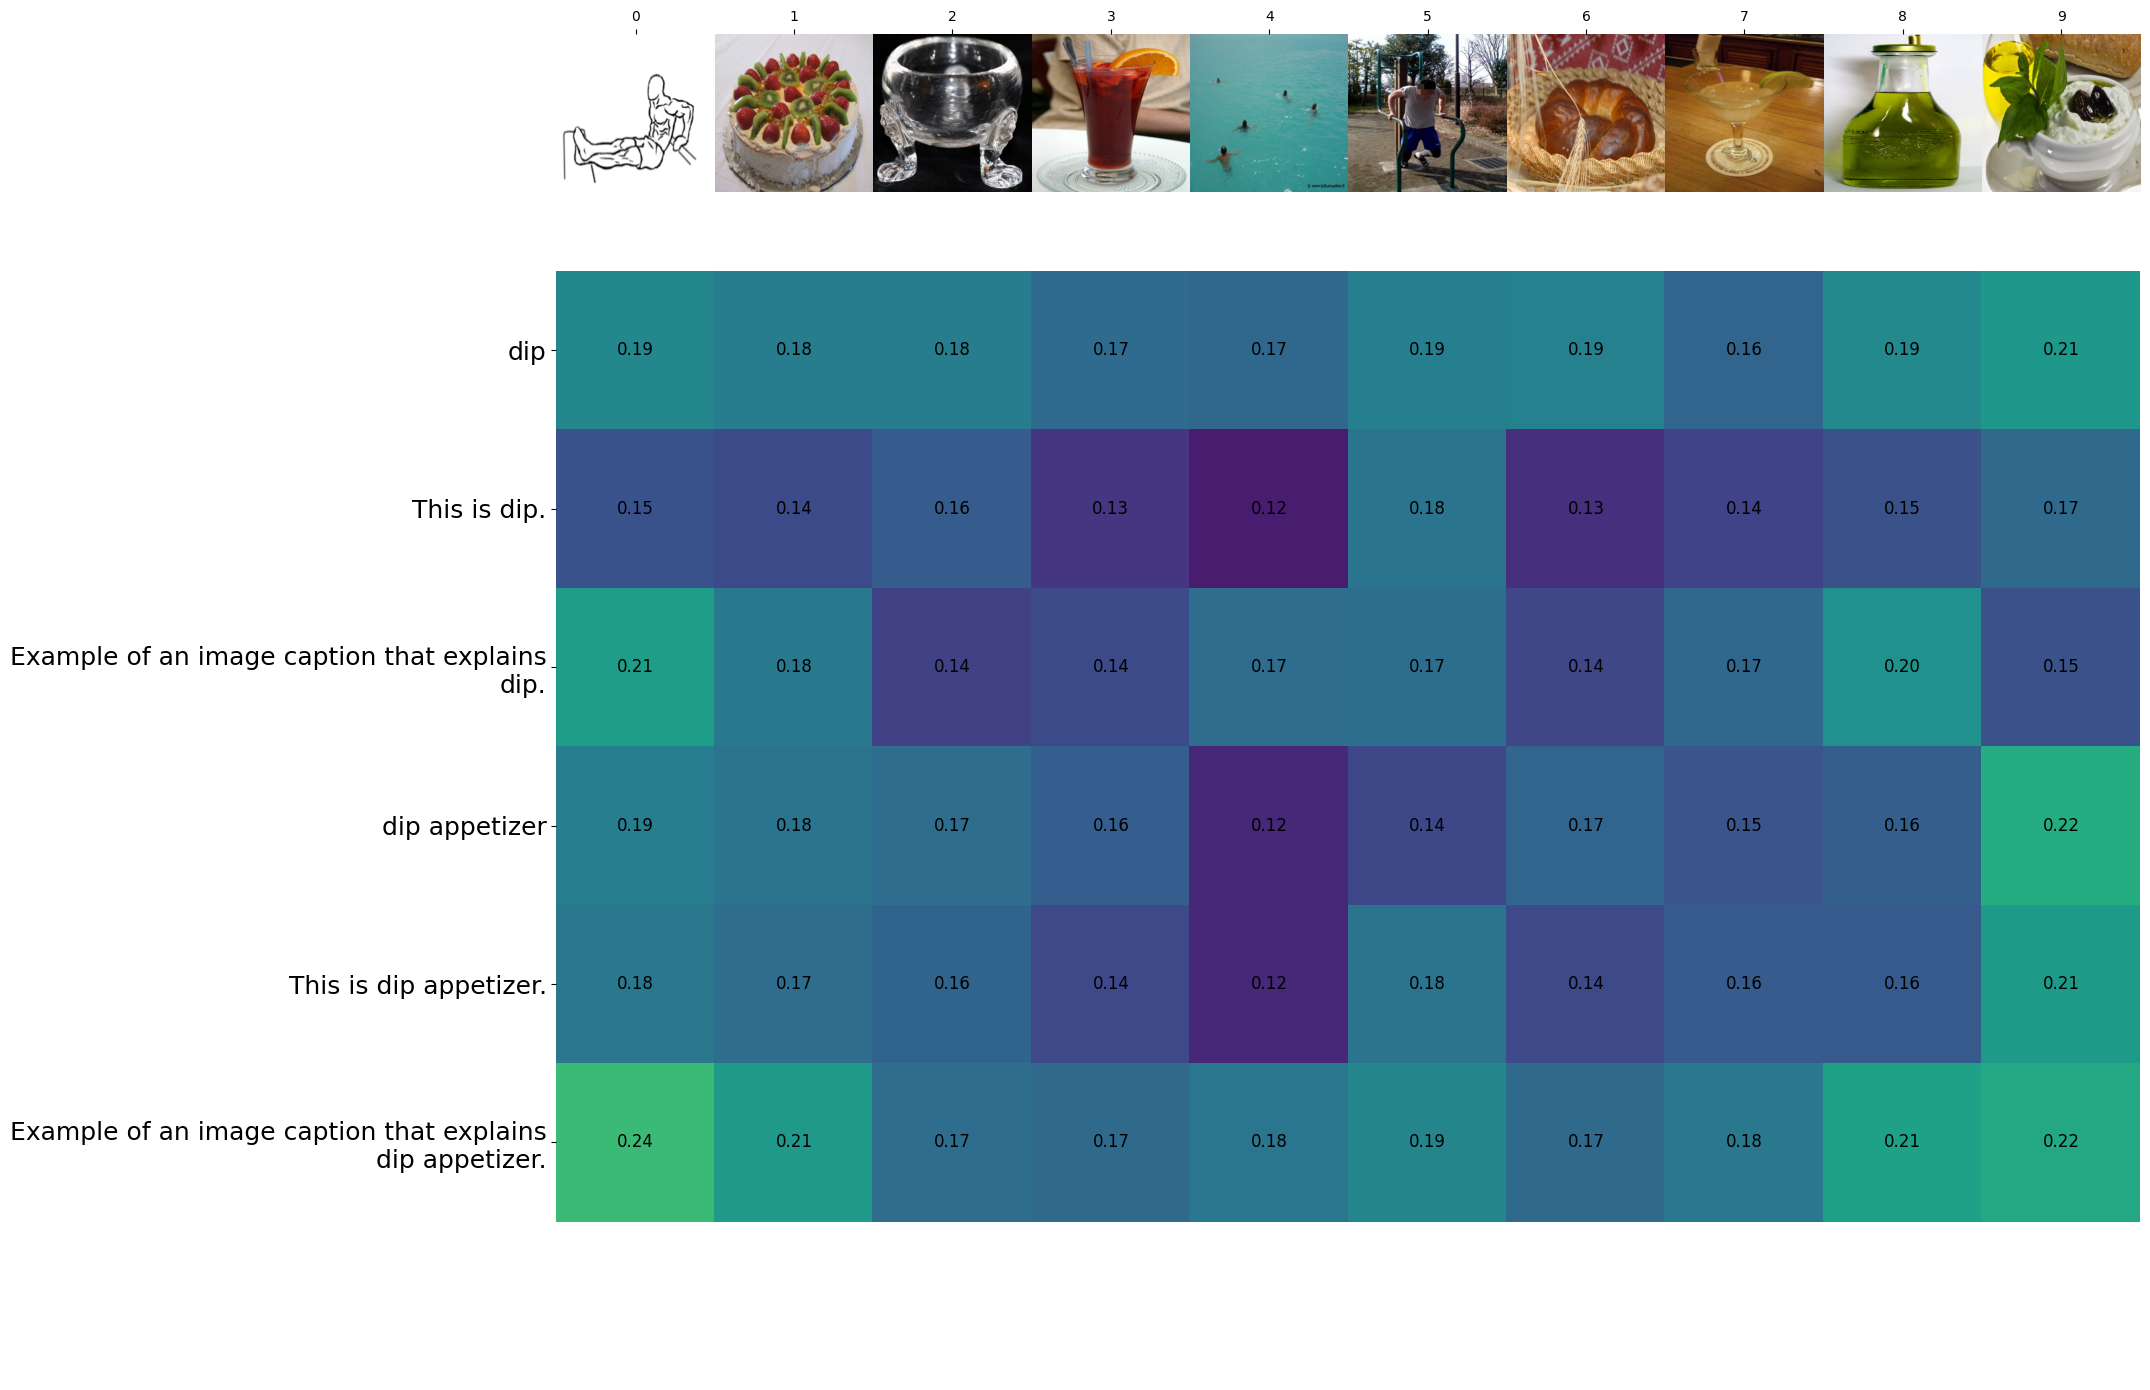 0 1 2 3 4 5 6 7 8 9
dip 0.19 0.18 0.18 0.17 0.17 0.19 0.19 0.16 0.19 0.21
This is dip. 0.15 0.14 0.16 0.13 0.12 0.18 0.13 0.14 0.15 0.17
Example of an image caption that explains
dip. 0.21 0.18 0.14 0.14 0.17 0.17 0.14 0.17 0.20 0.15
dip appetizer 0.19 0.18 0.17 0.16 0.12 0.14 0.17 0.15 0.16 0.22
This is dip appetizer. 0.18 0.17 0.16 0.14 0.12 0.18 0.14 0.16 0.16 0.21
Example of an image caption that explains
dip appetizer. 0.24 0.21 0.17 0.17 0.18 0.19 0.17 0.18 0.21 0.22